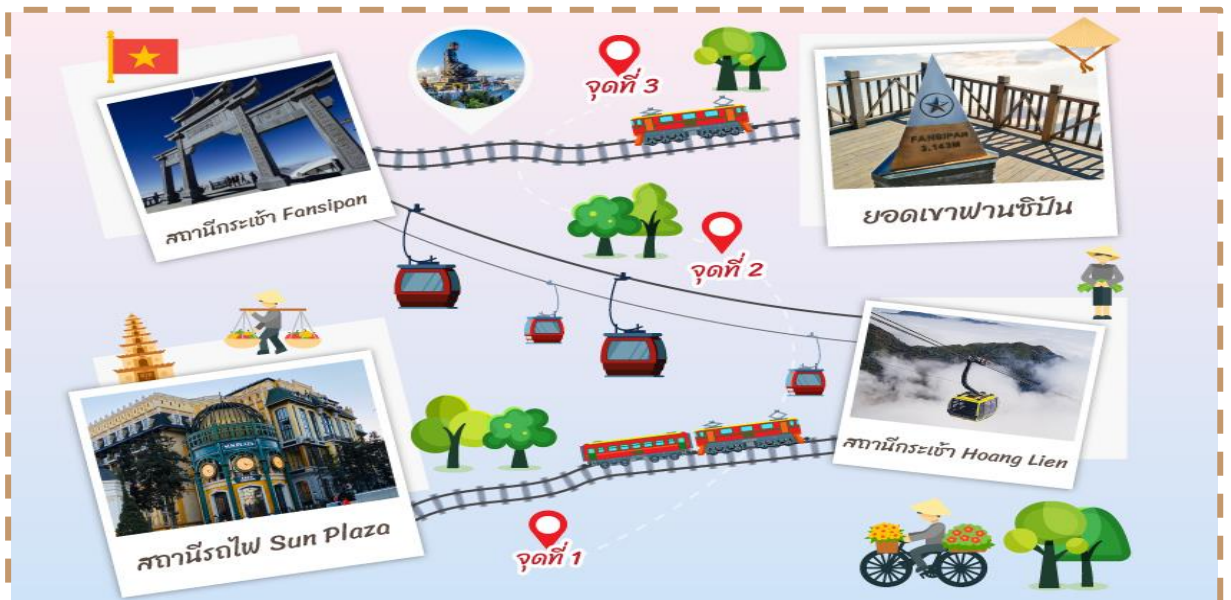 จุดที่ 3
FANSIPAN
3.143M
สถานีกระเช้า Fansipan
ยอดเขาฟานซิปัน
จุดที่ 2
SUN PLAZA
สถานีกระเช้า Hoang Lien
สถานีรถไฟ Sun Plaza
จุดที่ 1